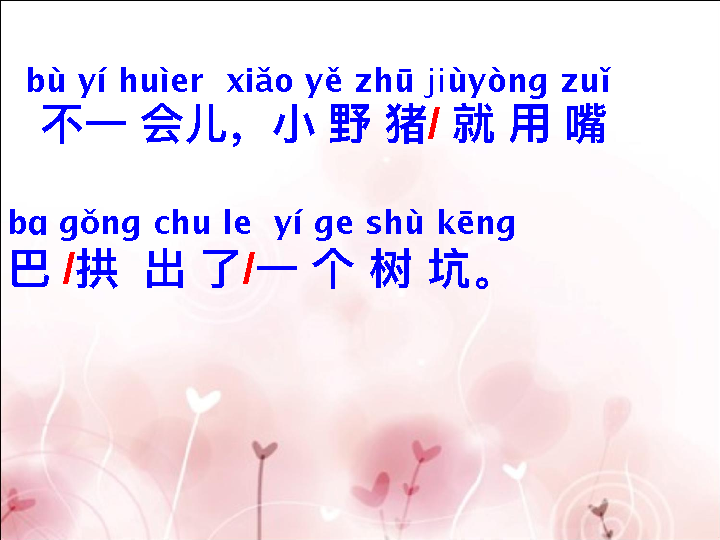 bù yí huìer xiǎo yě zhū jiùyòng zuǐ
不一 会儿，小 野 猪/ 就 用 嘴
bɑ gǒng chu le yí ge shù kēng
巴 /拱 出 了/一 个 树 坑。